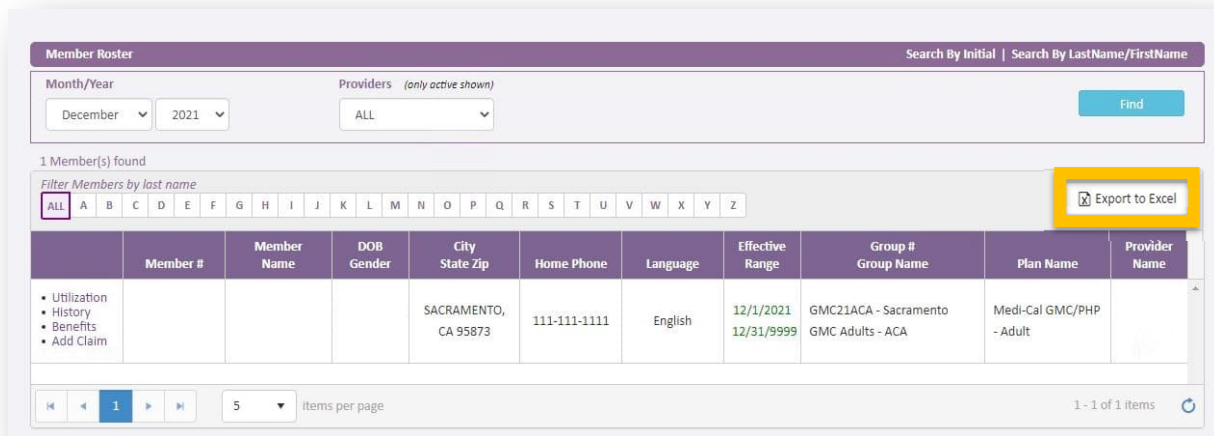 Member Roster Search By Initial | Search By LastName/FirstName
Month/Year Providers (only active shown)
December 2021 ALL Find
1 Member(s) found
Filter Members by last name
ALL A B C D E F G H I J K L M N O P Q R S T U V W X Y Z Export to Excel
Member # Member Name DOB Gender City State Zip Home Phone Language Effective Range Group # Group Name Plan Name Provider Name
• Utilization
• History
• Benefits
• Add Claim
SACRAMENTO,
CA 95873
111-111-1111
English
12/1/2021
12/31/9999
GMC21ACA - Sacramento
GMC Adults - ACA
Medi-Cal GMC/PHP
- Adult
1 5 items per page 1 - 1 of 1 items